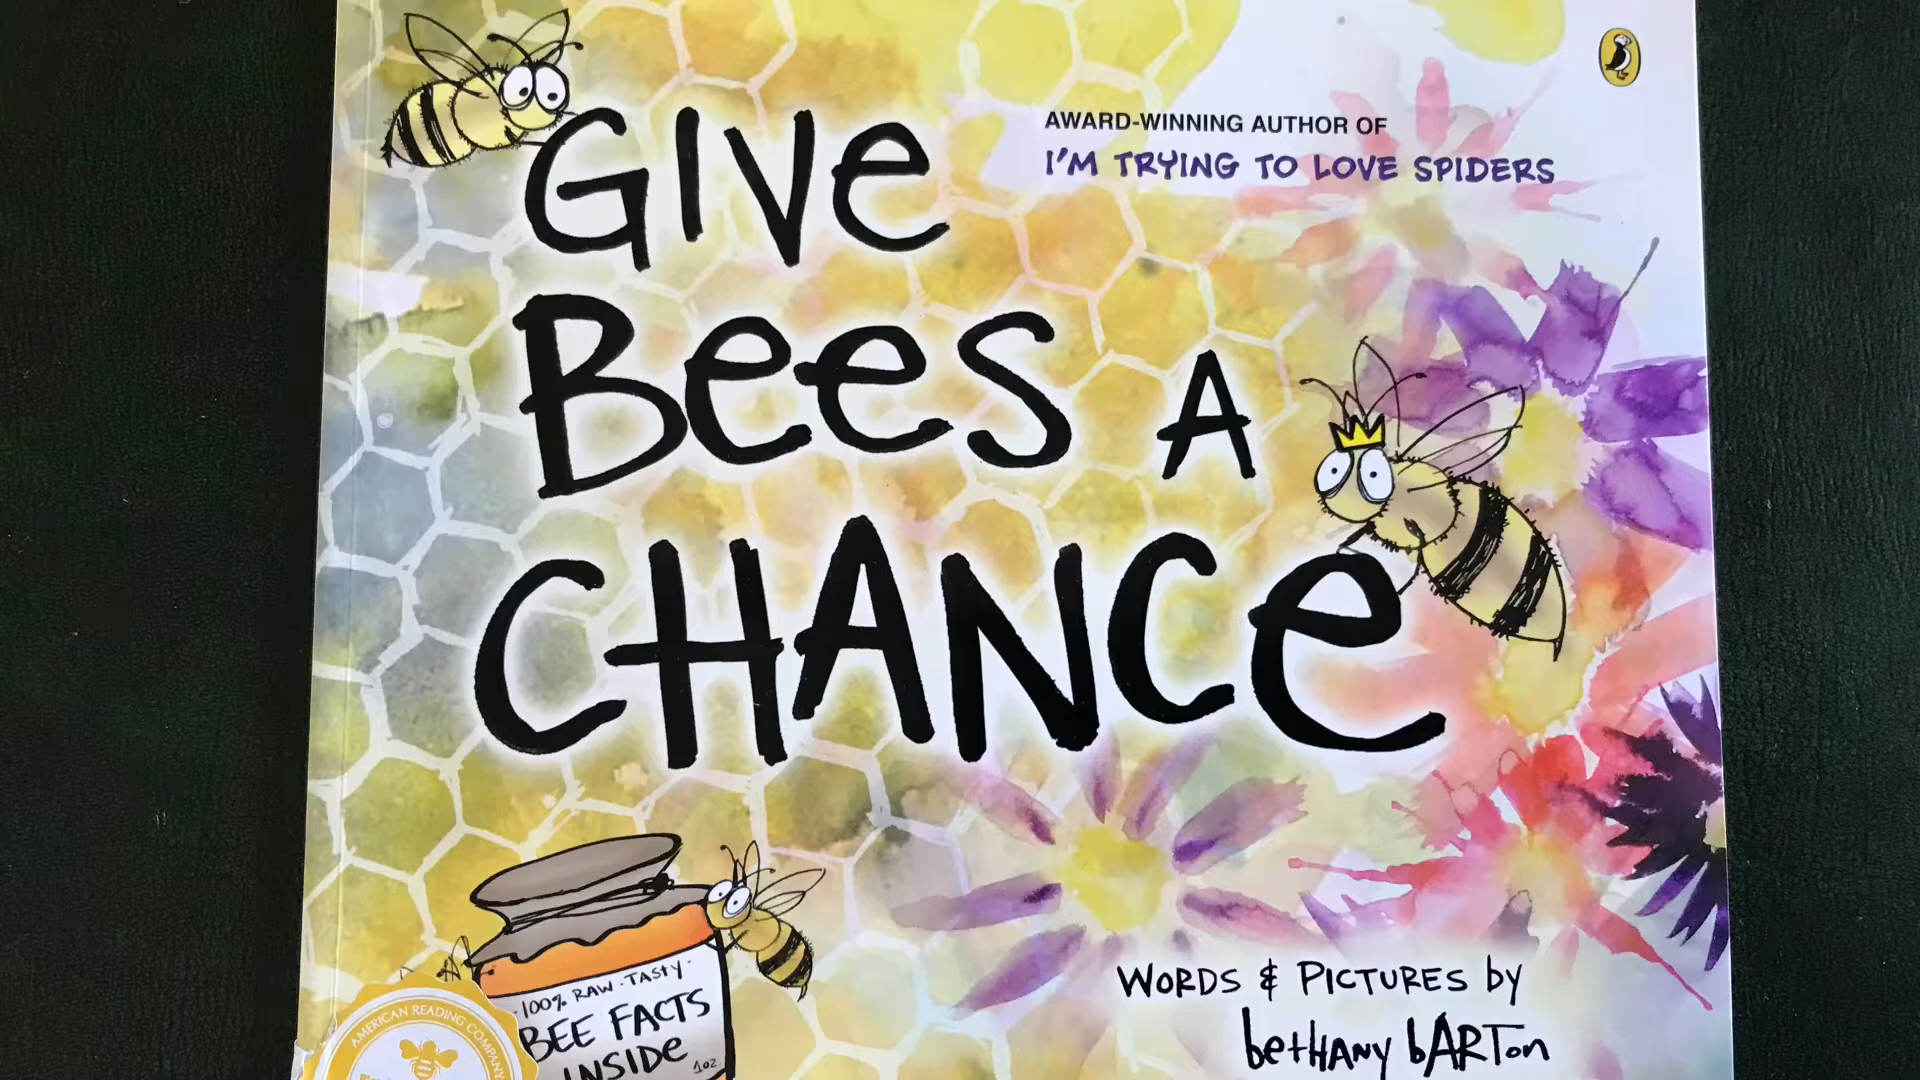 GIVe
BeeS A
CHANCe
AWARD-WINNING AUTHOR OF
I'M TRYING TO LOVE SPIDERS
100% RAW · TASTY ·
BEE FACTS
INSIDe
1oz
AMERICAN READING COMPANY
WORDS & PICTURES by
betHANy bARTon